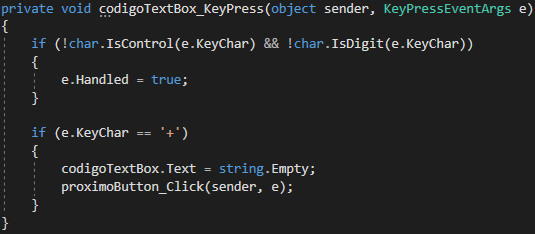 private void codigoTextBox_KeyPress(object sender, KeyPressEventArgs e)
{
    if (!char.IsControl(e.KeyChar) && !char.IsDigit(e.KeyChar))
    {
        e.Handled = true;
    }

    if (e.KeyChar == '+')
    {
        codigoTextBox.Text = string.Empty;
        proximoButton_Click(sender, e);
    }
}